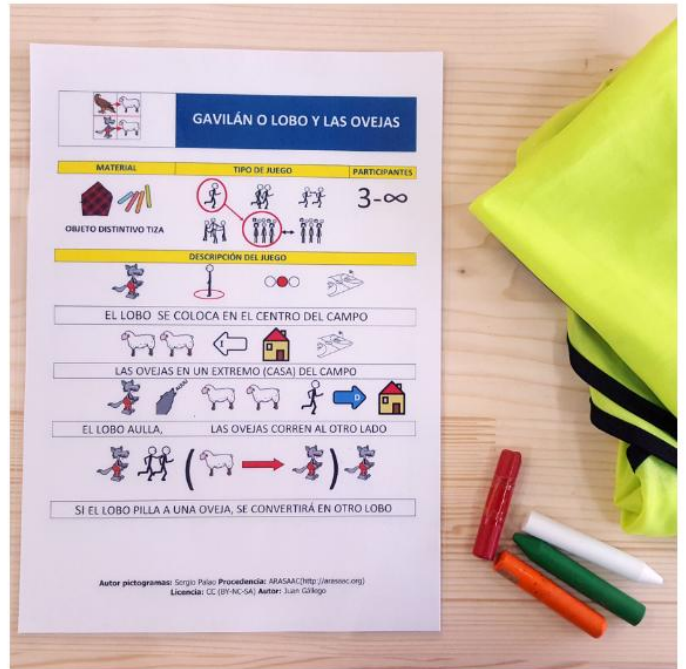 GAVILÁN O LOBO Y LAS OVEJAS
MATERIAL TIPO DE JUEGO PARTICIPANTES
3-∞
OBJETO DISTINTIVO TIZA
DESCRIPCIÓN DEL JUEGO
EL LOBO SE COLOCA EN EL CENTRO DEL CAMPO
I
LAS OVEJAS EN UN EXTREMO (CASA) DEL CAMPO
AUUU
D
EL LOBO AULLA, LAS OVEJAS CORREN AL OTRO LADO
SI EL LOBO PILLA A UNA OVEJA, SE CONVERTIRÁ EN OTRO LOBO
Autor pictogramas: Sergio Palao Procedencia: ARASAAC(http://arasaac.org)
Licencia: CC (BY-NC-SA) Autor: Juan Gállego